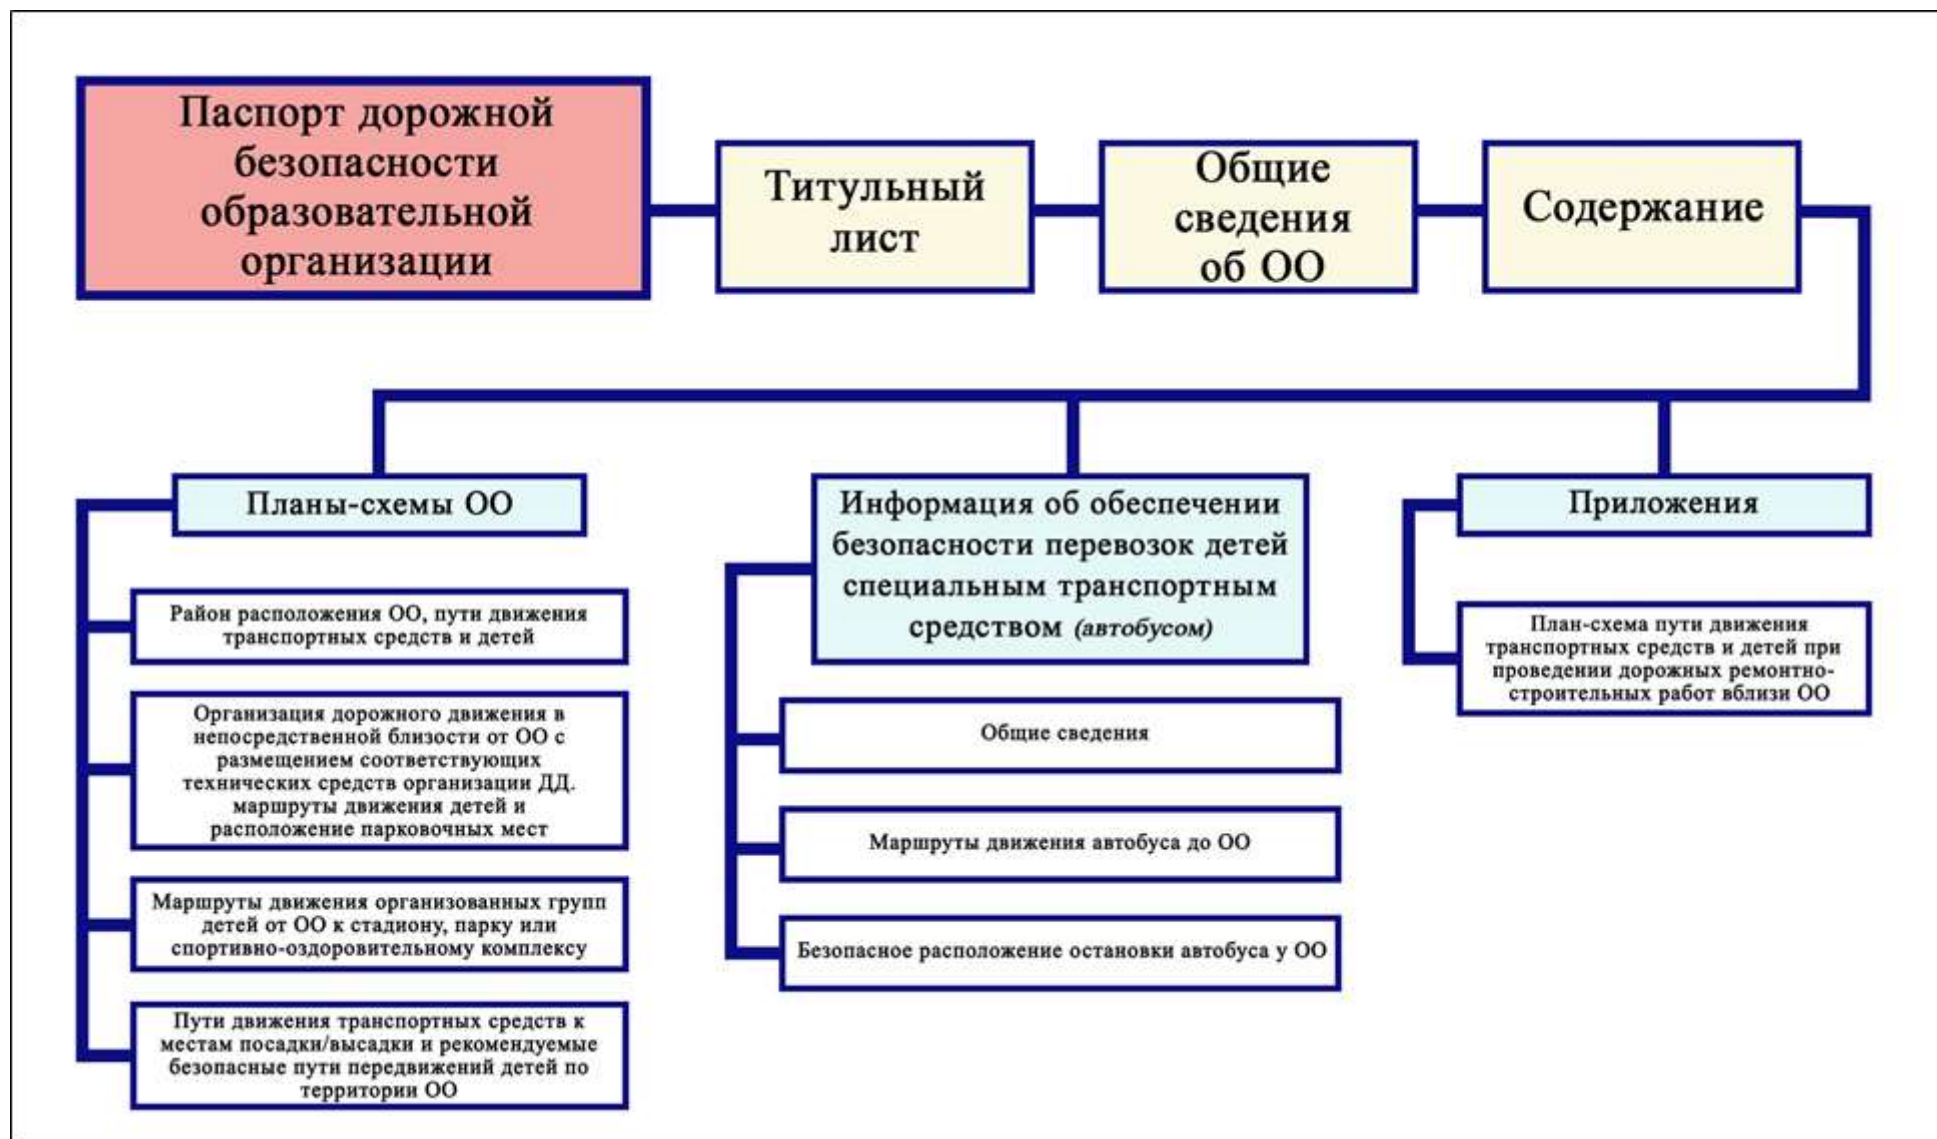 Паспорт дорожной
безопасности
образовательной
организации
Титульный
лист
Общие
сведения
об ОО
Содержание
Планы-схемы ОО
Район расположения ОО, пути движения
транспортных средств и детей
Организация дорожного движения в
непосредственной близости от ОО с
размещением соответствующих
технических средств организации ДД.
маршруты движения детей и
расположение парковочных мест
Маршруты движения организованных групп
детей от ОО к стадиону, парку или
спортивно-оздоровительному комплексу
Пути движения транспортных средств к
местам посадки/высадки и рекомендуемые
безопасные пути передвижений детей по
территории ОО
Информация об обеспечении
безопасности перевозок детей
специальным транспортным
средством (автобусом)
Общие сведения
Маршруты движения автобуса до ОО
Безопасное расположение остановки автобуса у ОО
Приложения
План-схема пути движения
транспортных средств и детей при
проведении дорожных ремонтно-
строительных работ вблизи ОО